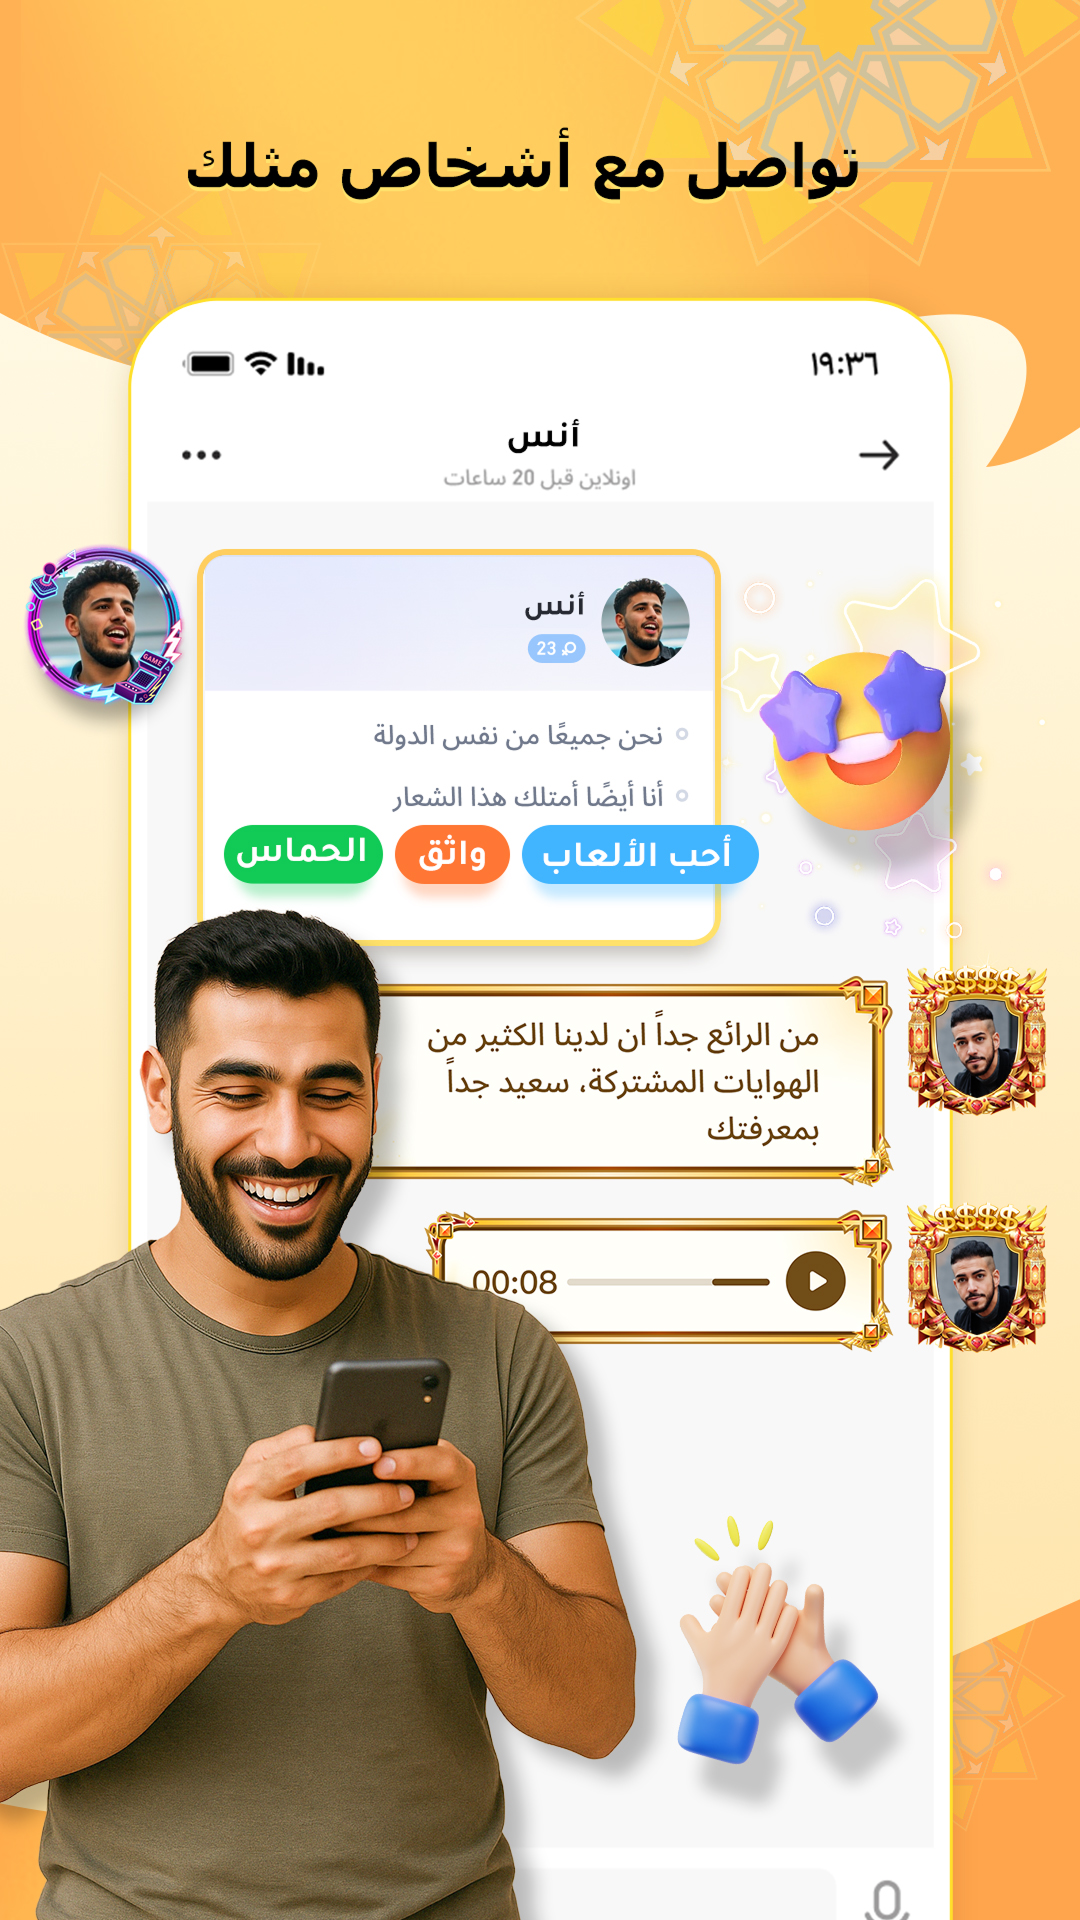 تواصل مع أشخاص مثلك
١٩:٣٦
أنس
اونلاين قبل 20 ساعات
أنس
23
نحن جميعًا من نفس الدولة
أنا أيضًا أمتلك هذا الشعار
أحب الألعاب
واثق
الحماس
GAME
$$$$
من الرائع جداً ان لدينا الكثير من
الهوايات المشتركة، سعيد جداً
بمعرفتك
$$$$
00:08